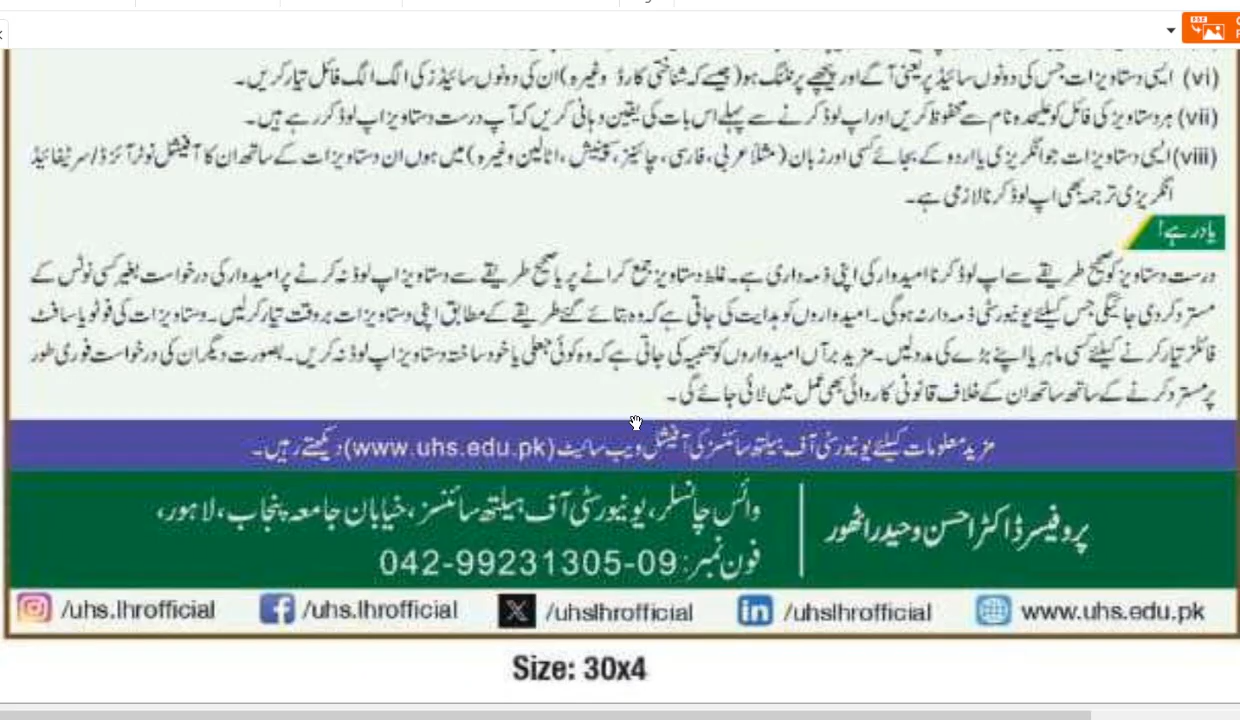 (vi) ایسی دستاویزات جس کی دونوں سائیڈ پر یعنی آگے اور پیچھے پرنٹنگ ہو (جیسے کہ شناختی کارڈ وغیرہ) ان کی دونوں سائیڈز کی الگ الگ فائل تیار کریں۔
(vii) ہر دستاویز کی فائل کو علیحدہ نام سے محفوظ کریں اور اپ لوڈ کرنے سے پہلے اس بات کی یقین دہانی کریں کہ آپ درست دستاویز اپ لوڈ کر رہے ہیں۔
(viii) ایسی دستاویزات جو انگریزی یا اردو کے بجائے کسی اور زبان (مثلاً عربی، فارسی، چائنیز، سپینش، اٹالین وغیرہ) میں ہوں ان دستاویزات کے ساتھ ان کا آفیشل نوٹرائزڈ/سرٹیفائیڈ
انگریزی ترجمہ بھی اپ لوڈ کرنا لازمی ہے۔
یاد رہے!
درست دستاویز کو صحیح طریقے سے اپ لوڈ کرنا امیدوار کی اپنی ذمہ داری ہے۔ غلط دستاویز جمع کرانے پر یا صحیح طریقے سے دستاویز اپ لوڈ نہ کرنے پر امیدوار کی درخواست بغیر کسی نوٹس کے
مسترد کر دی جائیگی جس کیلئے یونیورسٹی ذمہ دار نہ ہوگی۔ امیدواروں کو ہدایت کی جاتی ہے کہ وہ بتائے گئے طریقے کے مطابق اپنی دستاویزات بروقت تیار کر لیں۔ دستاویزات کی فوٹو یا سافٹ
فائلز تیار کرنے کیلئے کسی ماہر یا اپنے بڑے کی مدد لیں۔ مزید برآں امیدواروں کو تنبیہ کی جاتی ہے کہ وہ کوئی جعلی یا خود ساختہ دستاویز اپ لوڈ نہ کریں۔ بصورت دیگر ان کی درخواست فوری طور
پر مسترد کرنے کے ساتھ ساتھ ان کے خلاف قانونی کاروائی بھی عمل میں لائی جائے گی۔
مزید معلومات کیلئے یونیورسٹی آف ہیلتھ سائنسز کی آفیشل ویب سائیٹ (www.uhs.edu.pk) دیکھتے رہیں۔
پروفیسر ڈاکٹر احسن وحید راٹھور
وائس چانسلر، یونیورسٹی آف ہیلتھ سائنسز، خیابان جامعہ پنجاب، لاہور،
فون نمبر: 042-99231305-09
/uhs.lhrofficial /uhs.lhrofficial /uhslhrofficial /uhslhrofficial www.uhs.edu.pk
Size: 30x4